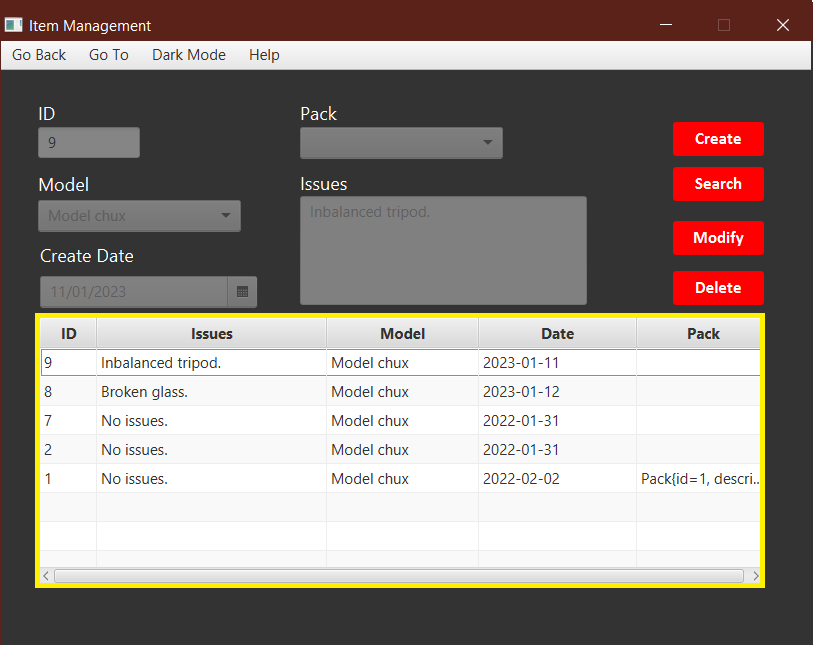 Item Management
Go Back Go To Dark Mode Help
ID
9
Pack
Create
Search
Model
Model chux
Issues
Inbalanced tripod.
Modify
Create Date
11/01/2023
Delete
ID Issues Model Date Pack
9 Inbalanced tripod. Model chux 2023-01-11
8 Broken glass. Model chux 2023-01-12
7 No issues. Model chux 2022-01-31
2 No issues. Model chux 2022-01-31
1 No issues. Model chux 2022-02-02 Pack{id=1, descri..